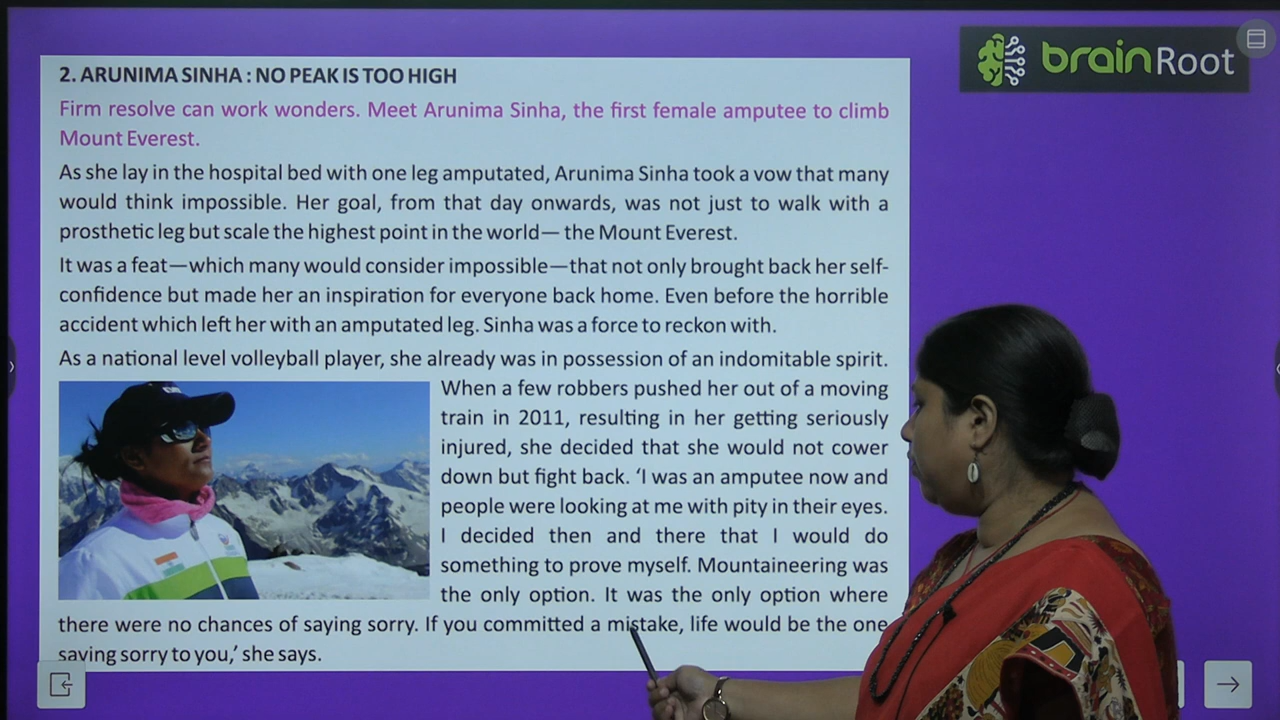 brainRoot
2. ARUNIMA SINHA : NO PEAK IS TOO HIGH
Firm resolve can work wonders. Meet Arunima Sinha, the first female amputee to climb
Mount Everest.
As she lay in the hospital bed with one leg amputated, Arunima Sinha took a vow that many
would think impossible. Her goal, from that day onwards, was not just to walk with a
prosthetic leg but scale the highest point in the world— the Mount Everest.
It was a feat—which many would consider impossible—that not only brought back her self-
confidence but made her an inspiration for everyone back home. Even before the horrible
accident which left her with an amputated leg. Sinha was a force to reckon with.
As a national level volleyball player, she already was in possession of an indomitable spirit.
When a few robbers pushed her out of a moving
train in 2011, resulting in her getting seriously
injured, she decided that she would not cower
down but fight back. ‘I was an amputee now and
people were looking at me with pity in their eyes.
I decided then and there that I would do
something to prove myself. Mountaineering was
the only option. It was the only option where
there were no chances of saying sorry. If you committed a mistake, life would be the one
saying sorry to you,’ she says.